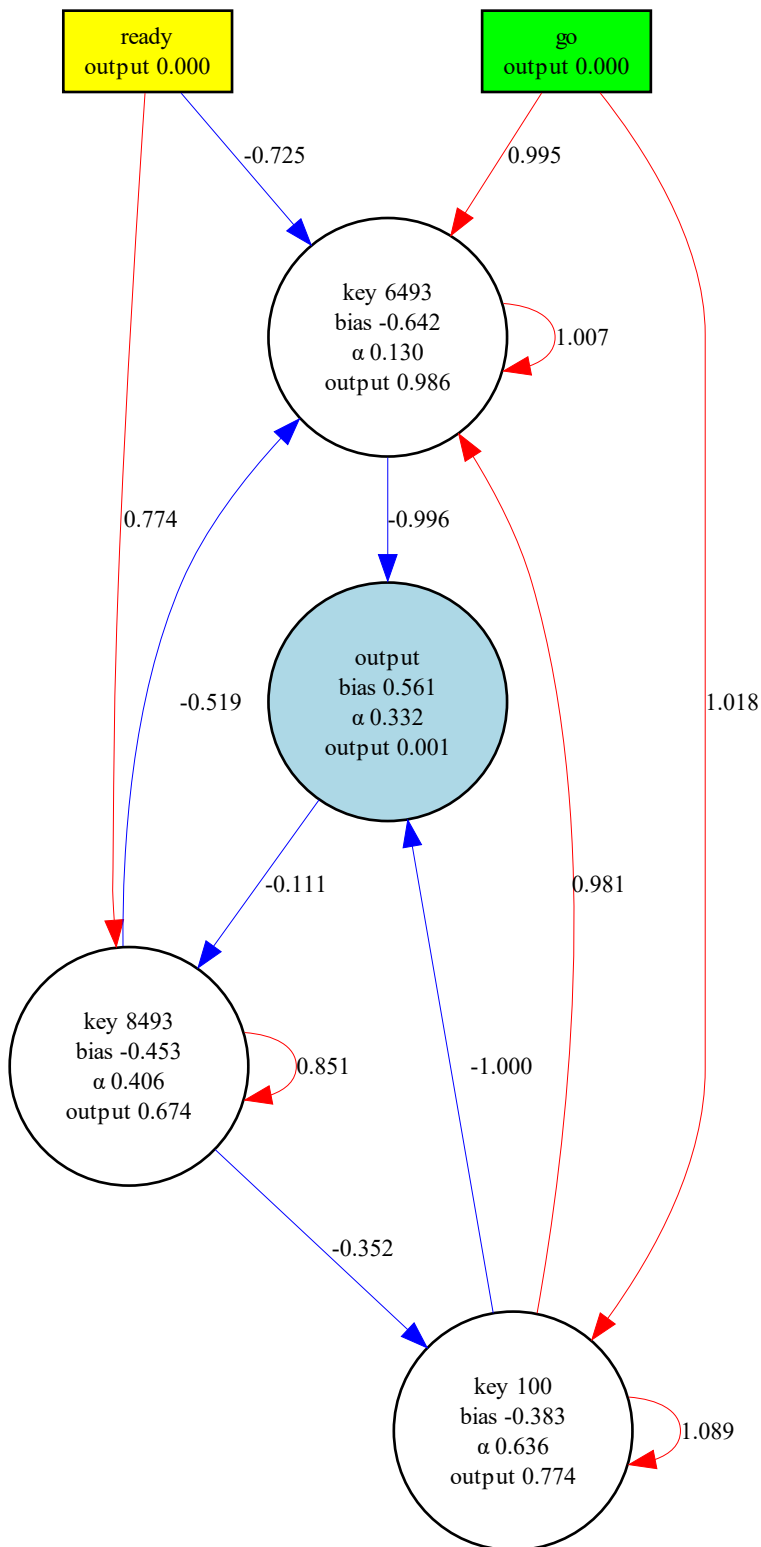 ready
output 0.000
go
output 0.000
-0.725
0.995
key 6493
bias -0.642
α 0.130
output 0.986
1.007
0.774
-0.996
output
bias 0.561
α 0.332
output 0.001
-0.519
1.018
-0.111
0.981
key 8493
bias -0.453
α 0.406
output 0.674
0.851
-1.000
-0.352
key 100
bias -0.383
α 0.636
output 0.774
1.089